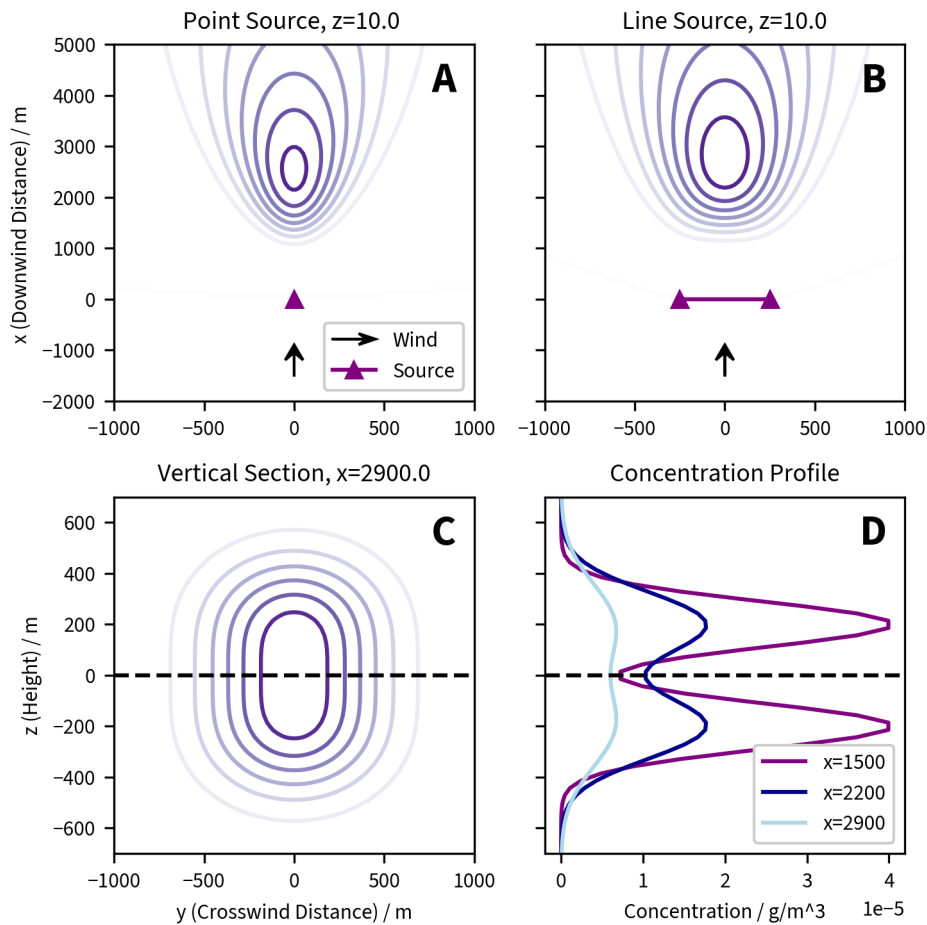 Point Source, z=10.0
Line Source, z=10.0
x (Downwind Distance) / m
5000
4000
3000
2000
1000
0
−1000
−2000
A
B
Wind
Source
−1000 −500 0 500 1000
−1000 −500 0 500 1000
Vertical Section, x=2900.0
Concentration Profile
z (Height) / m
600
400
200
0
−200
−400
−600
C
D
x=1500
x=2200
x=2900
−1000 −500 0 500 1000
0 1 2 3 4
1e−5
y (Crosswind Distance) / m
Concentration / g/m^3